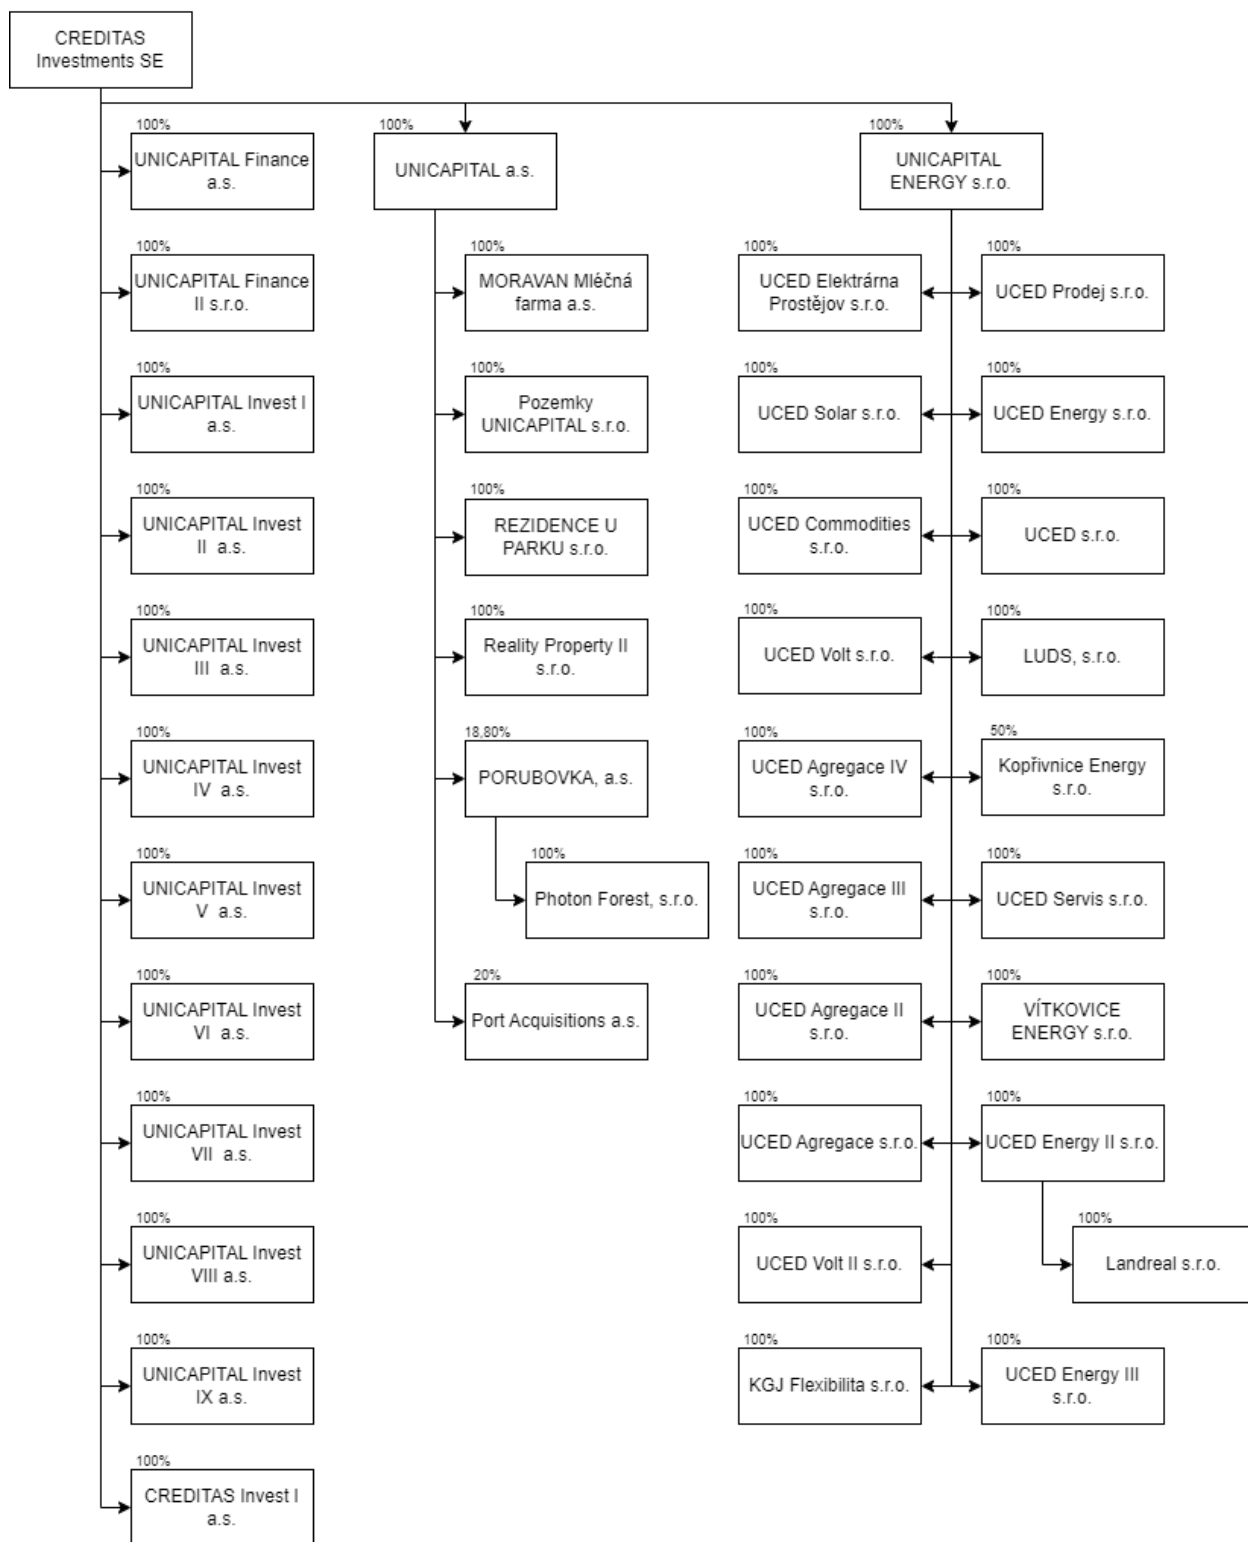 CREDITAS
Investments SE
100%
UNICAPITAL Finance
a.s.
100%
UNICAPITAL Finance
II s.r.o.
100%
UNICAPITAL Invest I
a.s.
100%
UNICAPITAL Invest
II a.s.
100%
UNICAPITAL Invest
III a.s.
100%
UNICAPITAL Invest
IV a.s.
100%
UNICAPITAL Invest
V a.s.
100%
UNICAPITAL Invest
VI a.s.
100%
UNICAPITAL Invest
VII a.s.
100%
UNICAPITAL Invest
VIII a.s.
100%
UNICAPITAL Invest
IX a.s.
100%
CREDITAS Invest I
a.s.
100%
UNICAPITAL a.s.
100%
MORAVAN Mléčná
farma a.s.
100%
Pozemky
UNICAPITAL s.r.o.
100%
REZIDENCE U
PARKU s.r.o.
100%
Reality Property II
s.r.o.
18,80%
PORUBOVKA, a.s.
100%
Photon Forest, s.r.o.
20%
Port Acquisitions a.s.
100%
UNICAPITAL
ENERGY s.r.o.
100%
UCED Elektrárna
Prostějov s.r.o.
100%
UCED Solar s.r.o.
100%
UCED Commodities
s.r.o.
100%
UCED Volt s.r.o.
100%
UCED Agregace IV
s.r.o.
100%
UCED Agregace III
s.r.o.
100%
UCED Agregace II
s.r.o.
100%
UCED Agregace s.r.o.
100%
UCED Volt II s.r.o.
100%
KGJ Flexibilita s.r.o.
100%
UCED Prodej s.r.o.
100%
UCED Energy s.r.o.
100%
UCED s.r.o.
100%
LUDS, s.r.o.
50%
Kopřivnice Energy
s.r.o.
100%
UCED Servis s.r.o.
100%
VÍTKOVICE
ENERGY s.r.o.
100%
UCED Energy II s.r.o.
100%
Landreal s.r.o.
100%
UCED Energy III
s.r.o.